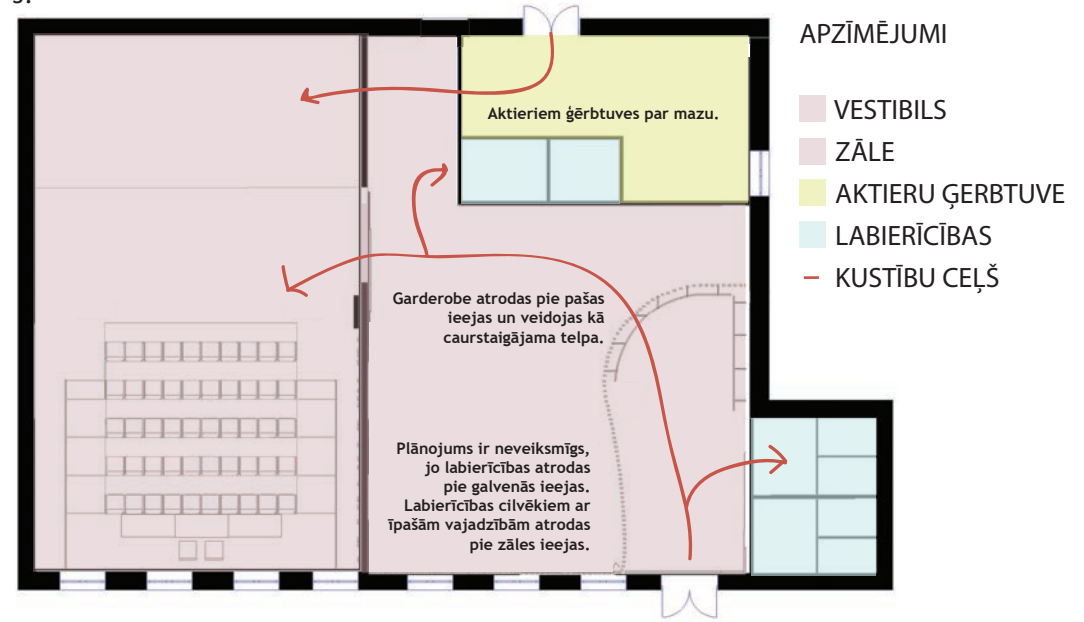 Aktieriem ģērbtuves par mazu.
Garderobe atrodas pie pašas
ieejas un veidojas kā
caurstaigājama telpa.
Plānojums ir neveiksmīgs,
jo labierīcības atrodas
pie galvenās ieejas.
Labierīcības cilvēkiem ar
īpašām vajadzībām atrodas
pie zāles ieejas.
APZĪMĒJUMI
VESTIBILS
ZĀLE
AKTIERU ĢERBTUVE
LABIERĪCĪBAS
KUSTĪBU CEĻŠ